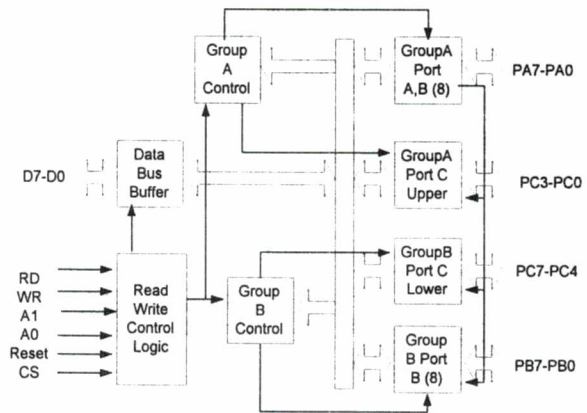 Group
A
Control
GroupA
Port
A,B (8)
PA7-PA0
D7-D0
Data
Bus
Buffer
GroupA
Port C
Upper
PC3-PC0
GroupB
Port C
Lower
PC7-PC4
RD
WR
A1
A0
Reset
CS
Read
Write
Control
Logic
Group
B
Control
Group
B Port
B (8)
PB7-PB0